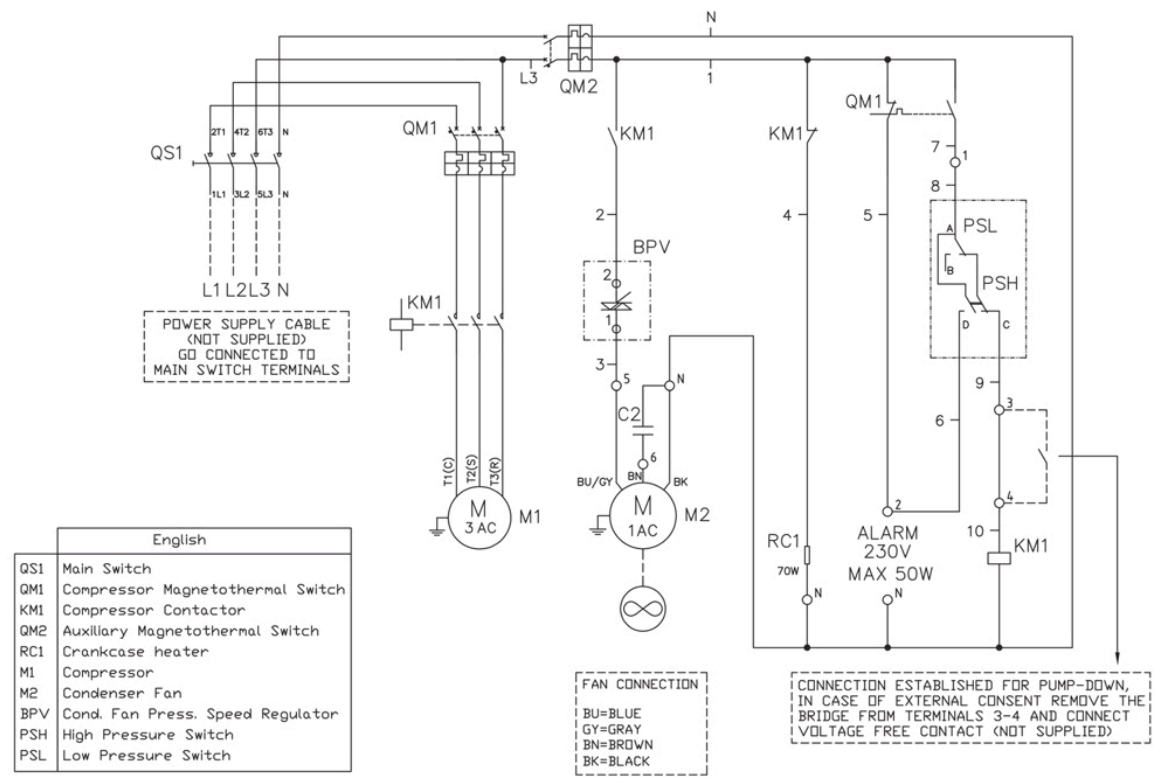 N
L3
QM2
1
2T1 4T2 6T3 N
QS1
1L1 3L2 5L3 N
L1 L2 L3 N
POWER SUPPLY CABLE
(NOT SUPPLIED)
GO CONNECTED TO
MAIN SWITCH TERMINALS
QM1
KM1
T1(C) T2(S) T3(R)
M
3 AC
M1
KM1
2
BPV
2
1
3
5
N
C2
6
BU/GY
BN
BK
M
1AC
M2
KM1
4
RC1
70W
N
QM1
5
2
ALARM
230V
MAX 50W
N
7
1
8
A
PSL
B
PSH
D
C
9
6
3
4
10
KM1
English
QS1 Main Switch
QM1 Compressor Magnetothermal Switch
KM1 Compressor Contactor
QM2 Auxiliary Magnetothermal Switch
RC1 Crankcase heater
M1 Compressor
M2 Condenser Fan
BPV Cond. Fan Press. Speed Regulator
PSH High Pressure Switch
PSL Low Pressure Switch
FAN CONNECTION
BU=BLUE
GY=GRAY
BN=BROWN
BK=BLACK
CONNECTION ESTABLISHED FOR PUMP-DOWN,
IN CASE OF EXTERNAL CONSENT REMOVE THE
BRIDGE FROM TERMINALS 3-4 AND CONNECT
VOLTAGE FREE CONTACT (NOT SUPPLIED)